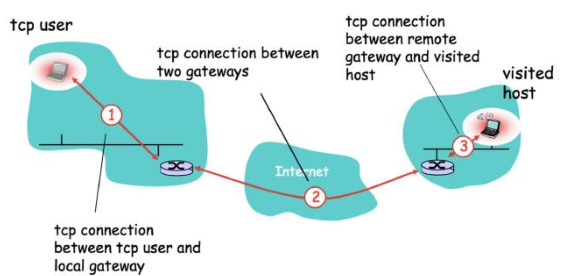 tcp user
tcp connection between
two gateways
tcp connection
between remote
gateway and visited
host
visited
host
1
3
Internet
2
tcp connection
between tcp user and
local gateway